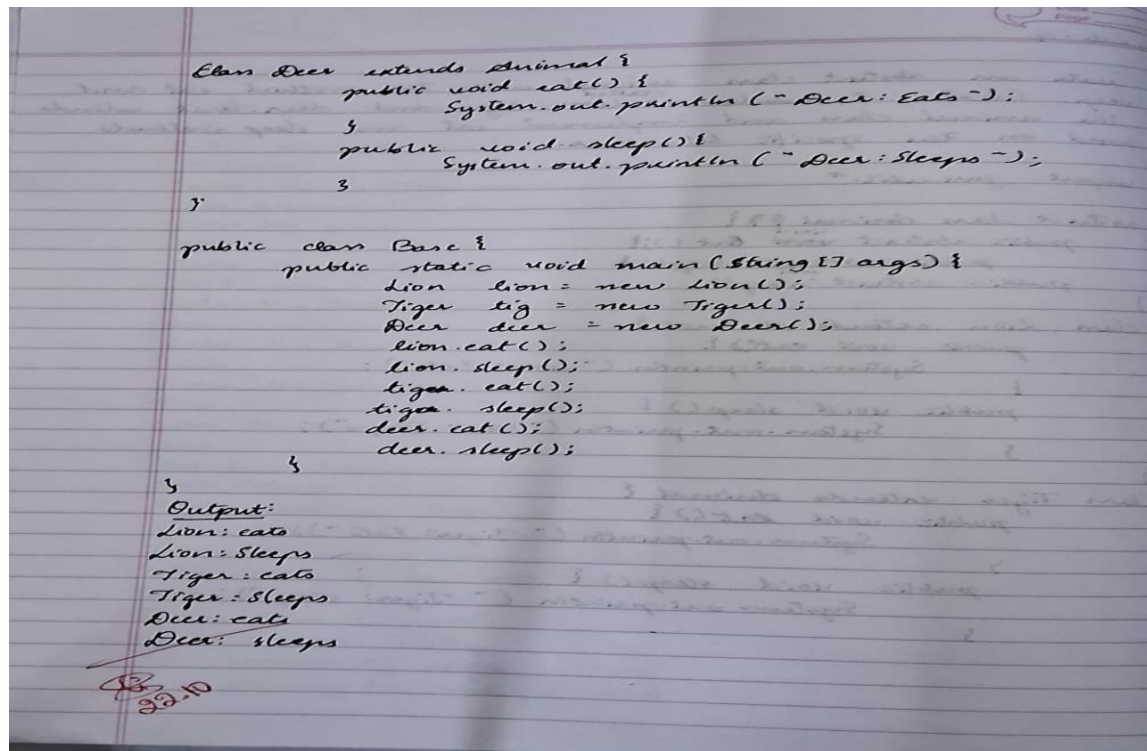 Class Deer extends Animal {
public void eat() {
System.out.println ("Deer: Eats");
}
public void sleep() {
System.out.println ("Deer: Sleeps");
}
}
public class Base {
public static void main (String [] args) {
Lion lion = new Lion();
Tiger tig = new Tiger();
Deer deer = new Deer();
lion.eat();
lion.sleep();
tiger.eat();
tiger.sleep();
deer.eat();
deer.sleep();
}
}
Output:
Lion: eats
Lion: Sleeps
Tiger: eats
Tiger: Sleeps
Deer: eats
Deer: sleeps
22.10